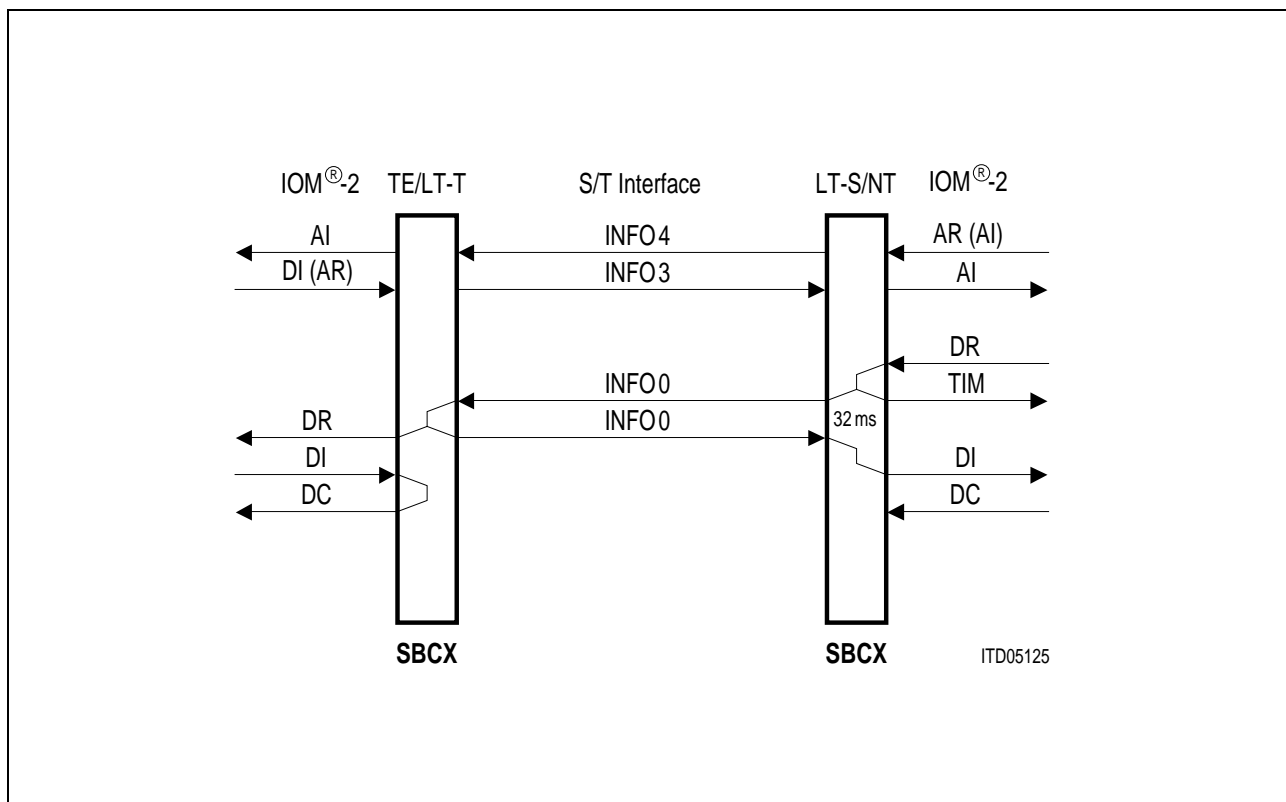 IOM®-2 TE/LT-T S/T Interface LT-S/NT IOM®-2
AI INFO 4 AR (AI)
DI (AR) INFO 3 AI
DR
INFO 0 TIM
DR INFO 0 32 ms
DI DI
DC DC
SBCX SBCX ITD05125